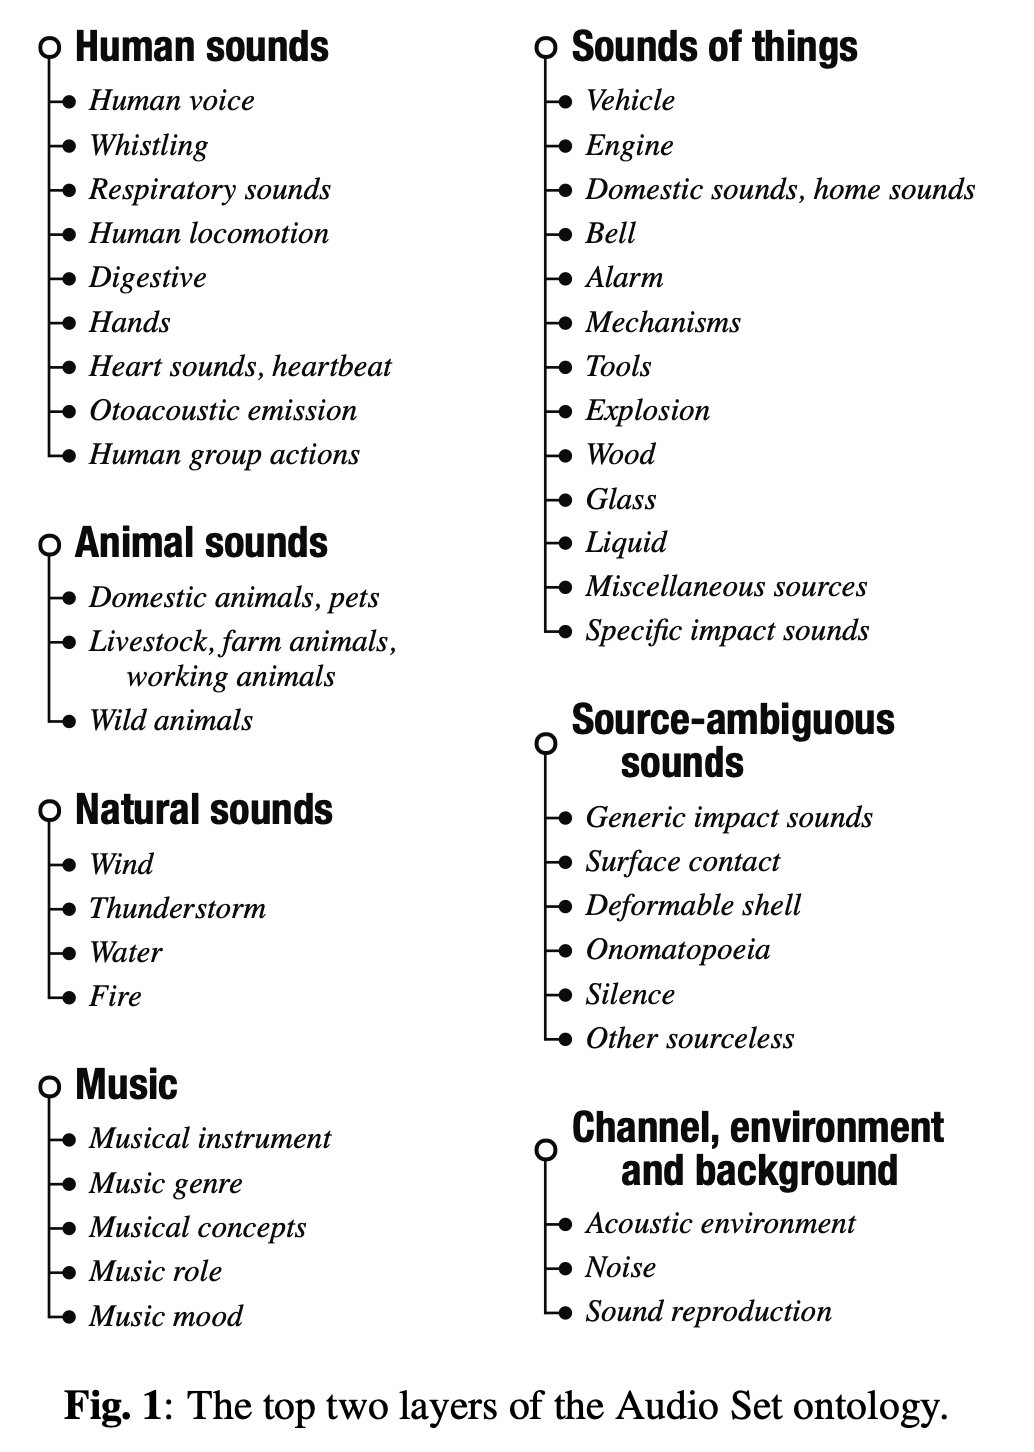 Human sounds
Human voice
Whistling
Respiratory sounds
Human locomotion
Digestive
Hands
Heart sounds, heartbeat
Otoacoustic emission
Human group actions
Animal sounds
Domestic animals, pets
Livestock, farm animals,
working animals
Wild animals
Natural sounds
Wind
Thunderstorm
Water
Fire
Music
Musical instrument
Music genre
Musical concepts
Music role
Music mood
Sounds of things
Vehicle
Engine
Domestic sounds, home sounds
Bell
Alarm
Mechanisms
Tools
Explosion
Wood
Glass
Liquid
Miscellaneous sources
Specific impact sounds
Source-ambiguous
sounds
Generic impact sounds
Surface contact
Deformable shell
Onomatopoeia
Silence
Other sourceless
Channel, environment
and background
Acoustic environment
Noise
Sound reproduction
Fig. 1: The top two layers of the Audio Set ontology.